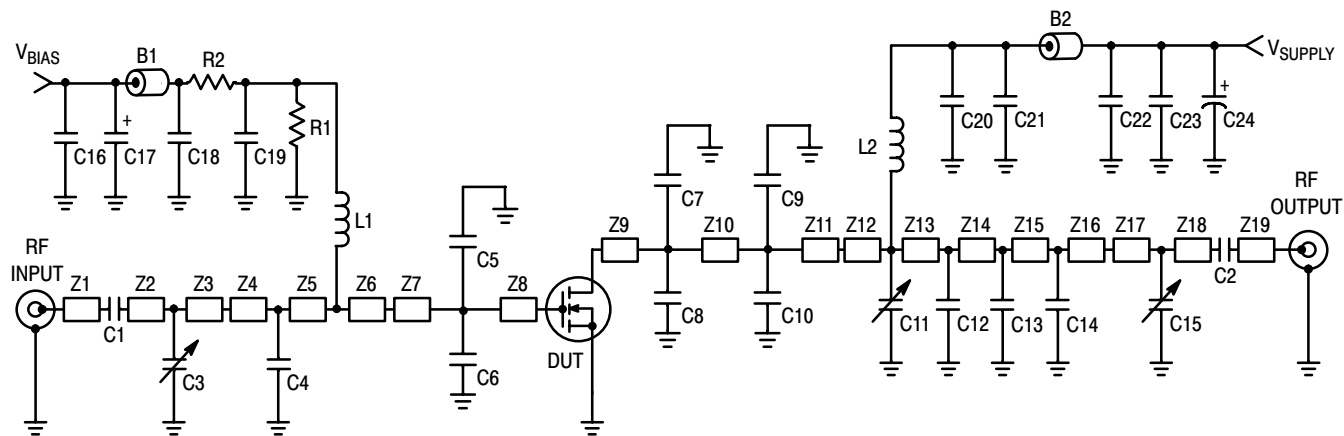 B2
V_BIAS B1 R2 V_SUPPLY
+ R1 +
C16 C17 C18 C19 C20 C21 C22 C23 C24
L2
C7 C9
L1
RF
OUTPUT
Z9 Z10 Z11 Z12 Z13 Z14 Z15 Z16 Z17 Z18 Z19
RF
INPUT
C5
C2
Z1 Z2 Z3 Z4 Z5 Z6 Z7 Z8
C1
C8 C10 C11 C12 C13 C14 C15
DUT
C3 C4 C6